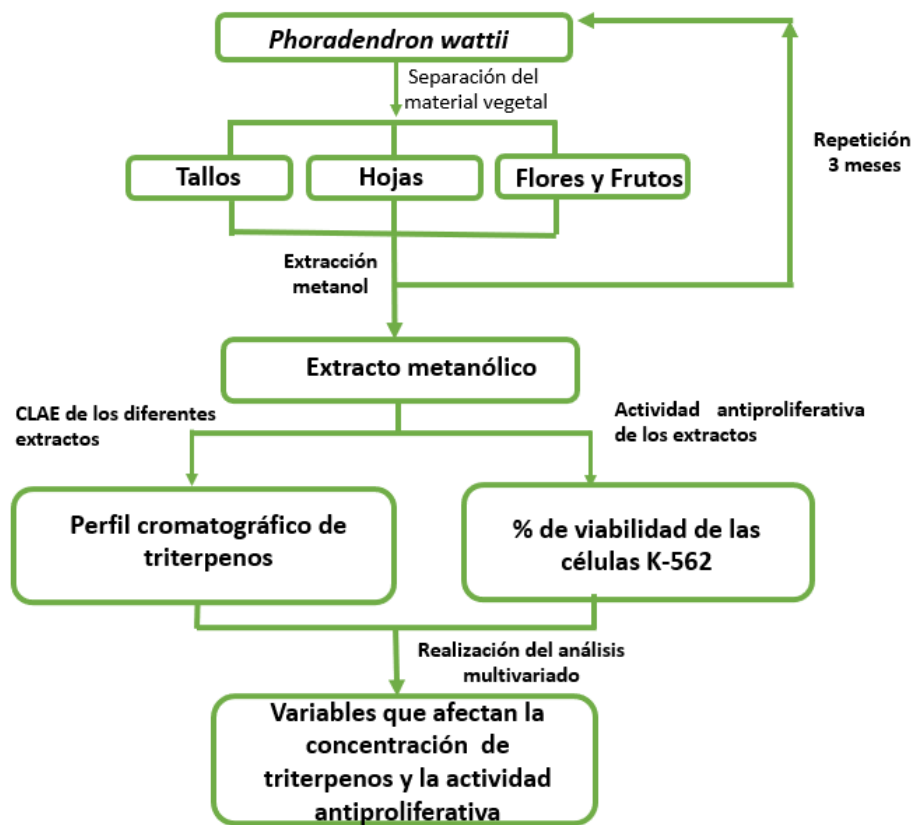 Phoradendron wattii
Separación del
material vegetal
Repetición
3 meses
Tallos
Hojas
Flores y Frutos
Extracción
metanol
Extracto metanólico
CLAE de los diferentes
extractos
Actividad antiproliferativa
de los extractos
Perfil cromatográfico de
triterpenos
% de viabilidad de las
células K-562
Realización del análisis
multivariado
Variables que afectan la
concentración de
triterpenos y la actividad
antiproliferativa